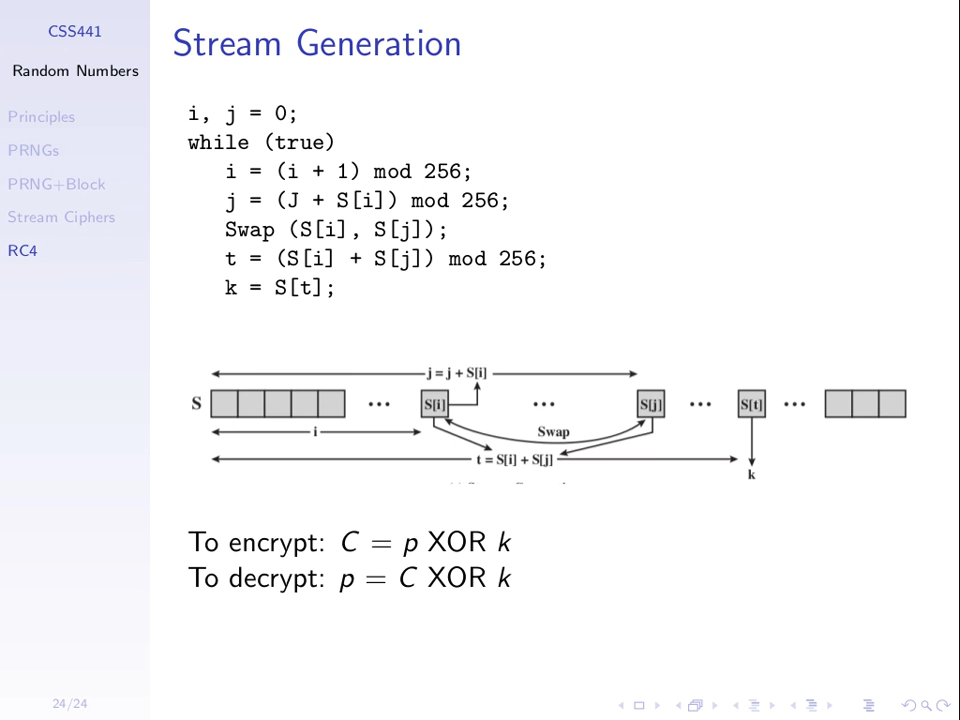 CSS441
Random Numbers
Principles
PRNGs
PRNG+Block
Stream Ciphers
RC4
Stream Generation
i, j = 0;
while (true)
i = (i + 1) mod 256;
j = (J + S[i]) mod 256;
Swap (S[i], S[j]);
t = (S[i] + S[j]) mod 256;
k = S[t];
j = j + S[i]
S ... S[i] ... S[j] ... S[t] ...
i Swap
t = S[i] + S[j]
k
To encrypt: C = p XOR k
To decrypt: p = C XOR k
24/24